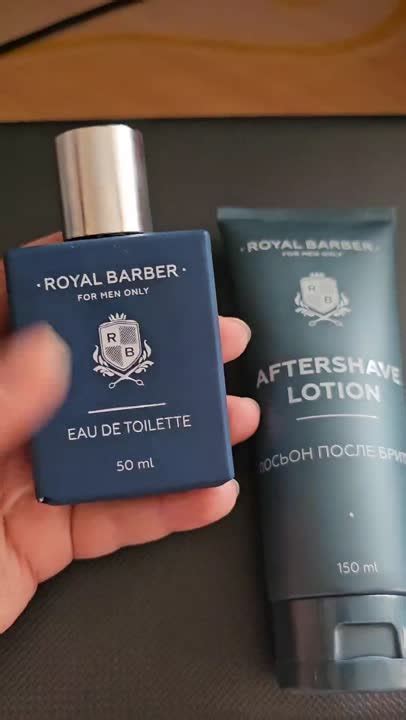 · ROYAL BARBER ·
FOR MEN ONLY
R
B
EAU DE TOILETTE
50 ml
· ROYAL BARBER ·
FOR MEN ONLY
R B
AFTERSHAVE
LOTION
ПОСЛЕ
150 ml